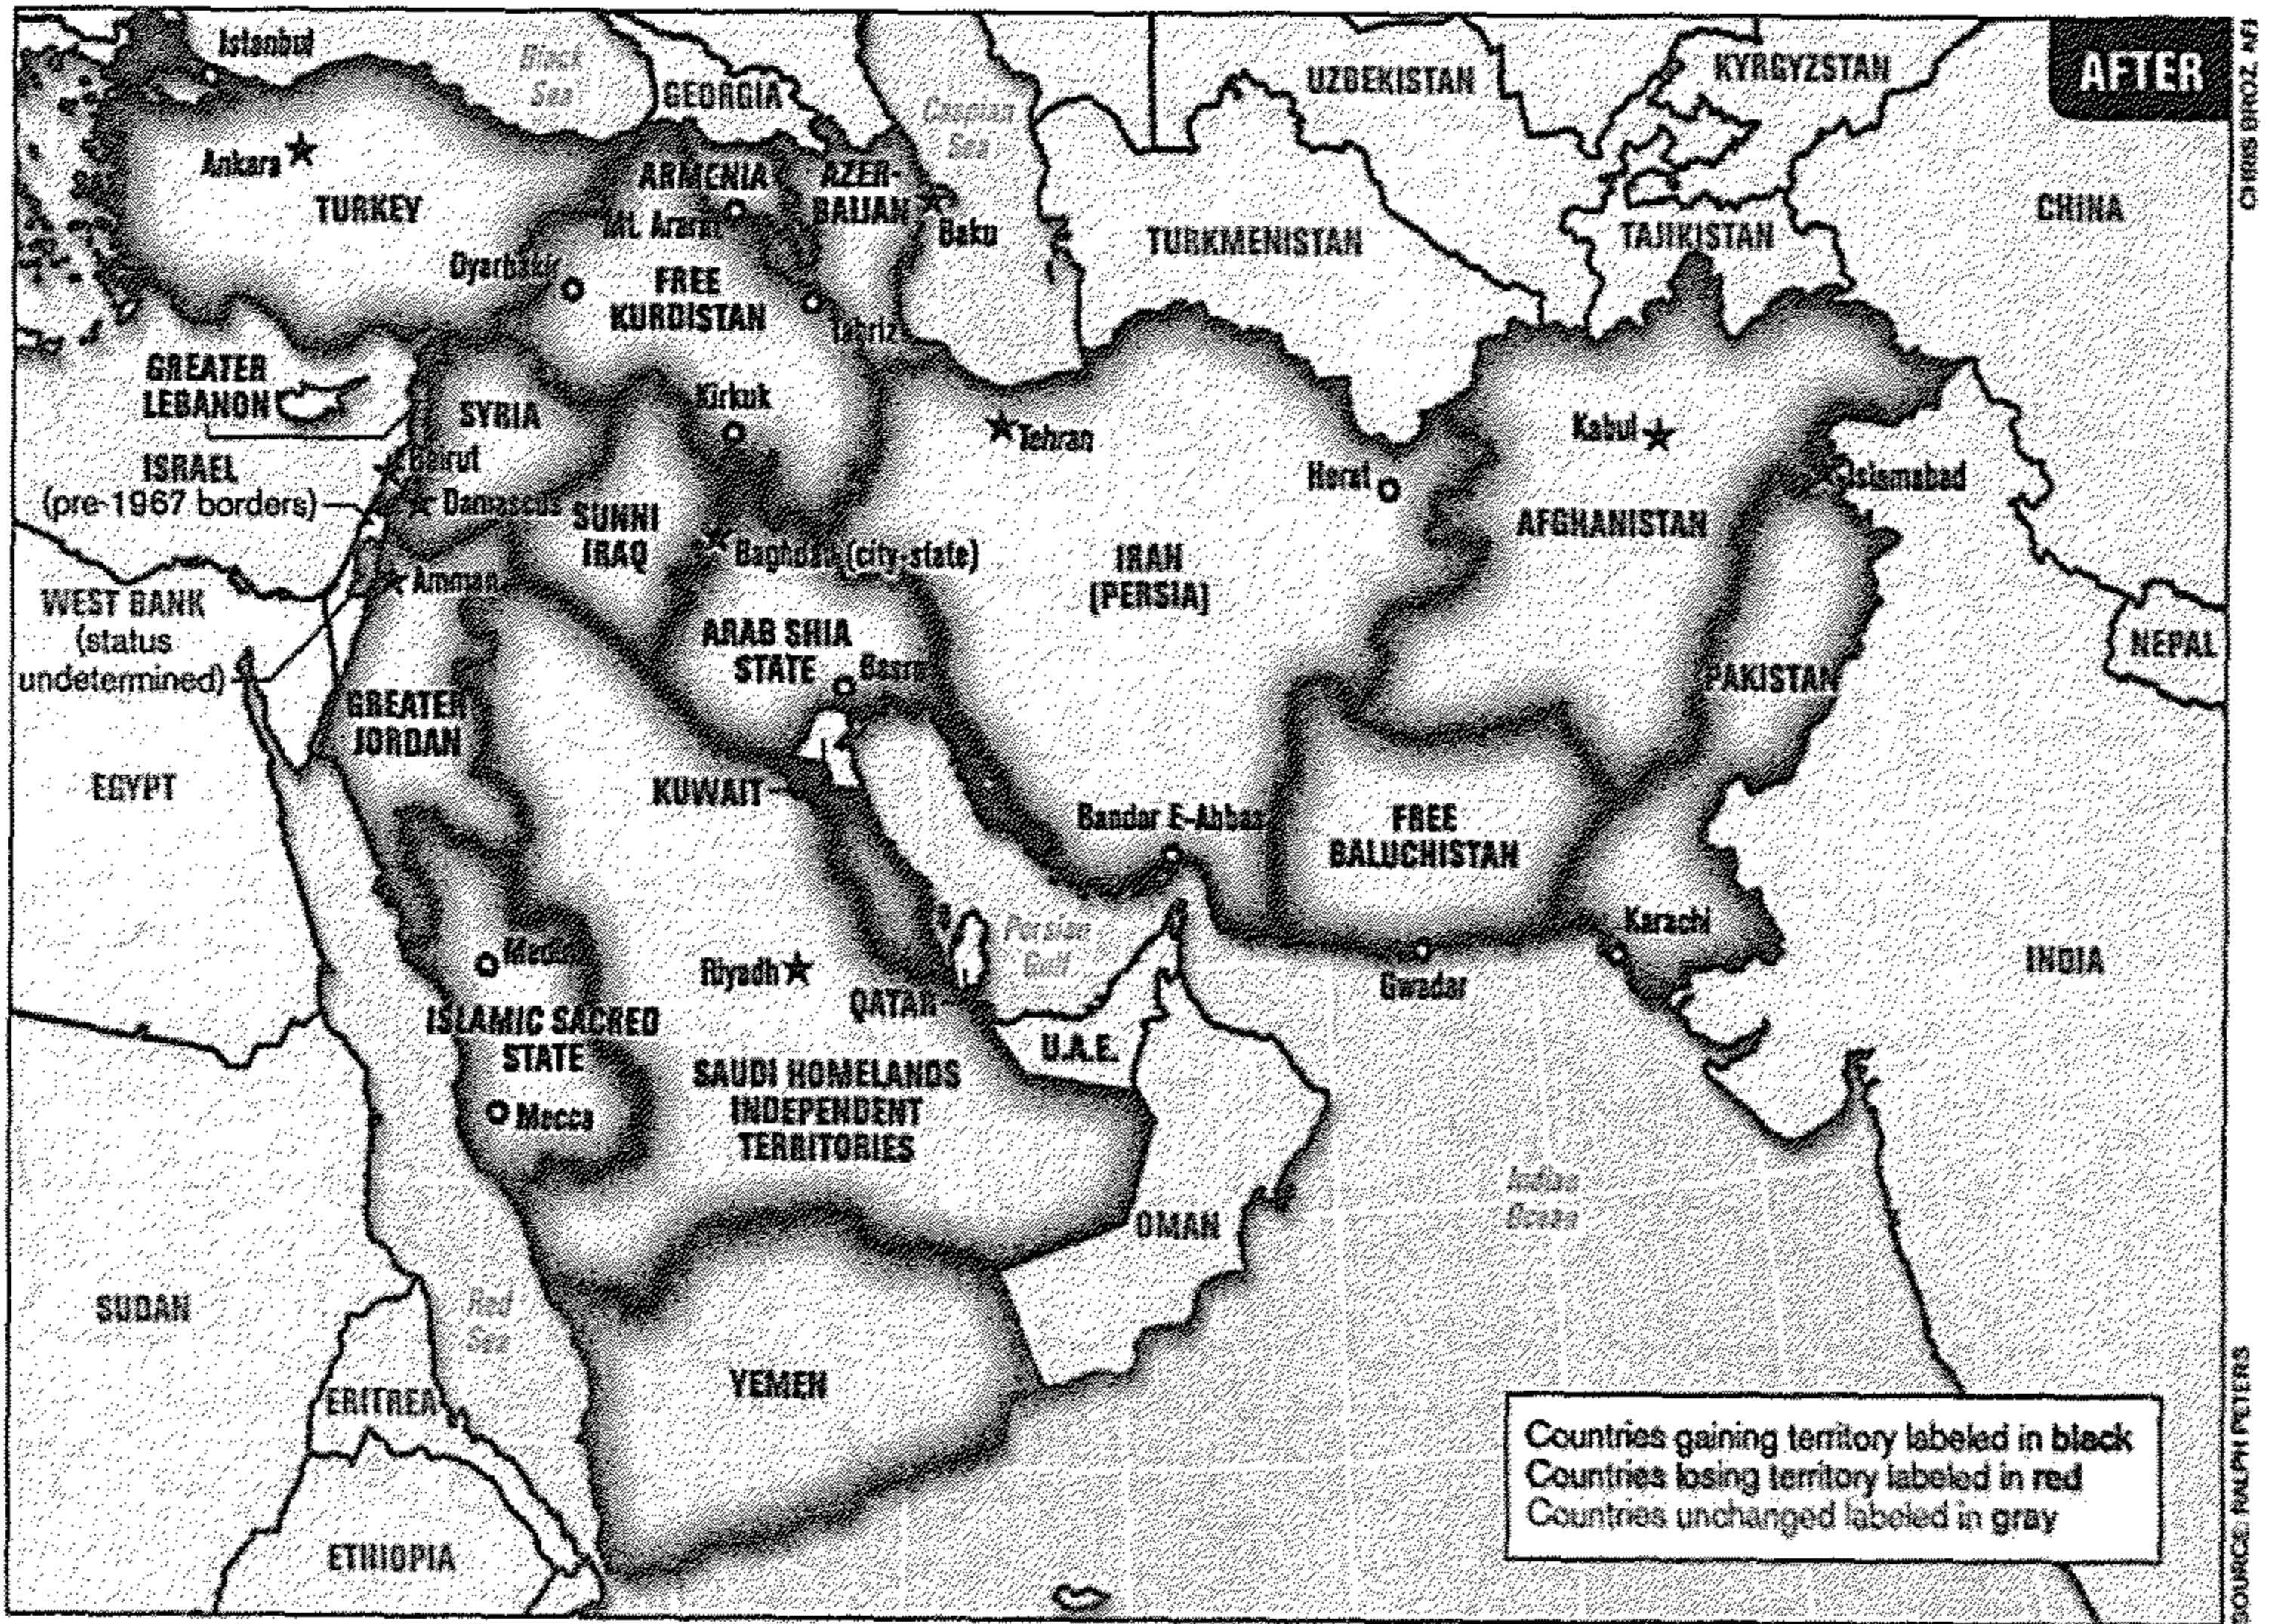 AFTER
CHRIS BROZ, AFJ
Istanbul
Black
Sea
GEORGIA
Caspian
Sea
UZBEKISTAN
KYRGYZSTAN
Ankara
TURKEY
ARMENIA
Mt. Ararat
AZER-
BAIJAN
Baku
TURKMENISTAN
TAJIKISTAN
CHINA
Dyarbakir
FREE
KURDISTAN
Tabriz
GREATER
LEBANON
SYRIA
Kirkuk
Tehran
Herat
Kabul
Islamabad
ISRAEL
(pre-1967 borders)
Beirut
Damascus
SUNNI
IRAQ
Baghdad (city-state)
IRAN
(PERSIA)
AFGHANISTAN
Amman
WEST BANK
(status
undetermined)
ARAB SHIA
STATE
Basra
PAKISTAN
NEPAL
GREATER
JORDAN
EGYPT
KUWAIT
Bandar E-Abbas
FREE
BALUCHISTAN
Karachi
Medina
Riyadh
Persian
Gulf
Gwadar
INDIA
QATAR
ISLAMIC SACRED
STATE
U.A.E.
Mecca
SAUDI HOMELANDS
INDEPENDENT
TERRITORIES
OMAN
Indian
Ocean
SUDAN
Red
Sea
YEMEN
ERITREA
ETHIOPIA
Countries gaining territory labeled in black
Countries losing territory labeled in red
Countries unchanged labeled in gray
SOURCE: RALPH PETERS